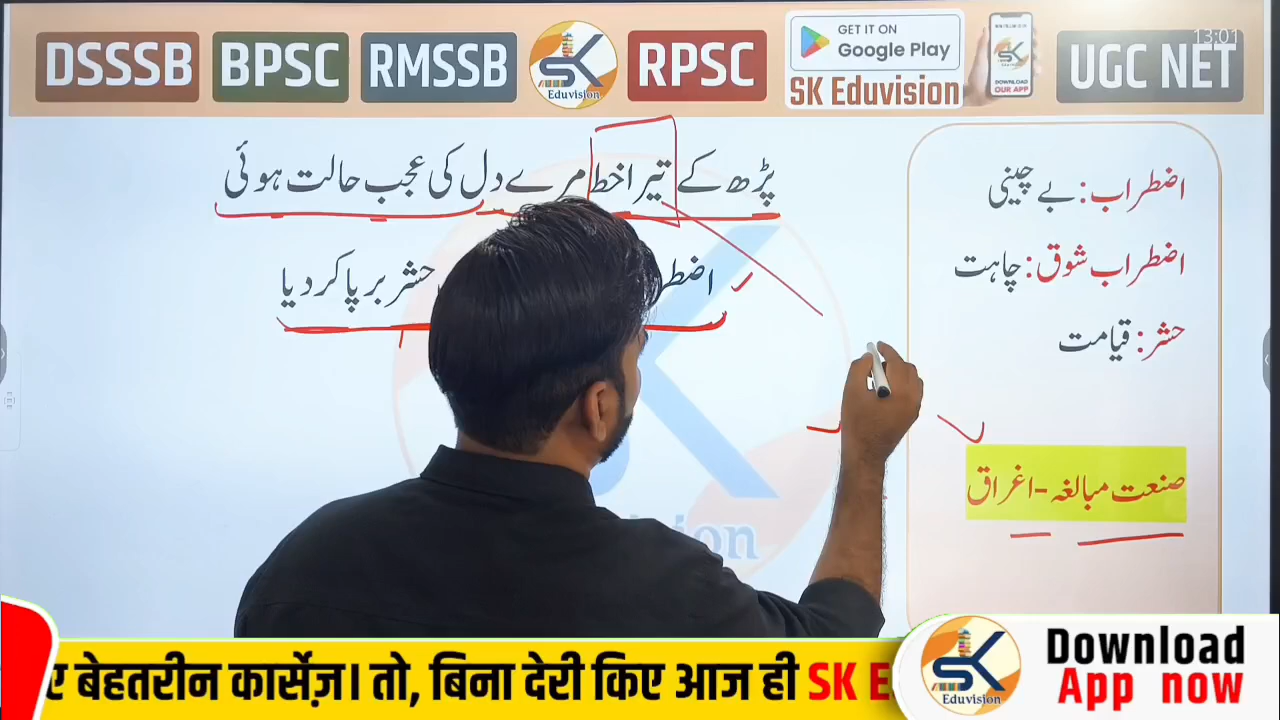 DSSSB BPSC RMSSB SK Eduvision RPSC GET IT ON Google Play SK Eduvision DOWNLOAD OUR APP UGC NET
13:01
پڑھ کے تیرا خط مرے دل کی عجب حالت ہوئی
حشر برپا کر دیا
اضطراب: بے چینی
اضطراب شوق: چاہت
حشر: قیامت
صنعت مبالغہ - اغراق
बेहतरीन कार्सेज़। तो, बिना देरी किए आज ही SK
SK Eduvision
Download
App now